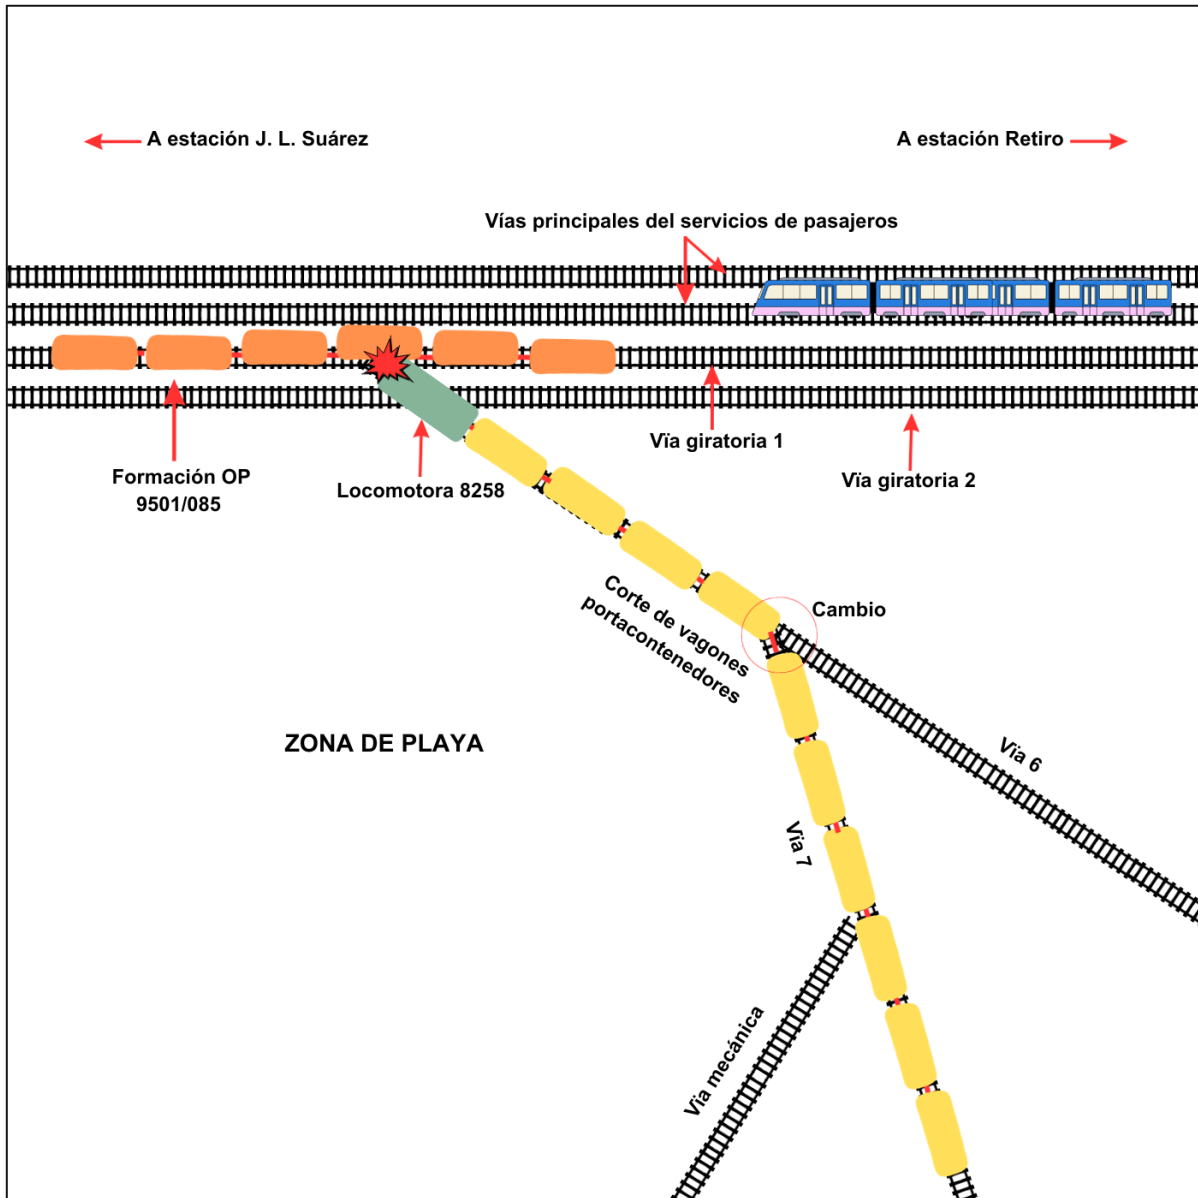 A estación J. L. Suárez
A estación Retiro
Vías principales del servicios de pasajeros
Vïa giratoria 1
Vïa giratoria 2
Formación OP
9501/085
Locomotora 8258
Corte de vagones
portacontenedores
Cambio
ZONA DE PLAYA
Vïa 6
Vïa 7
Vïa mecánica